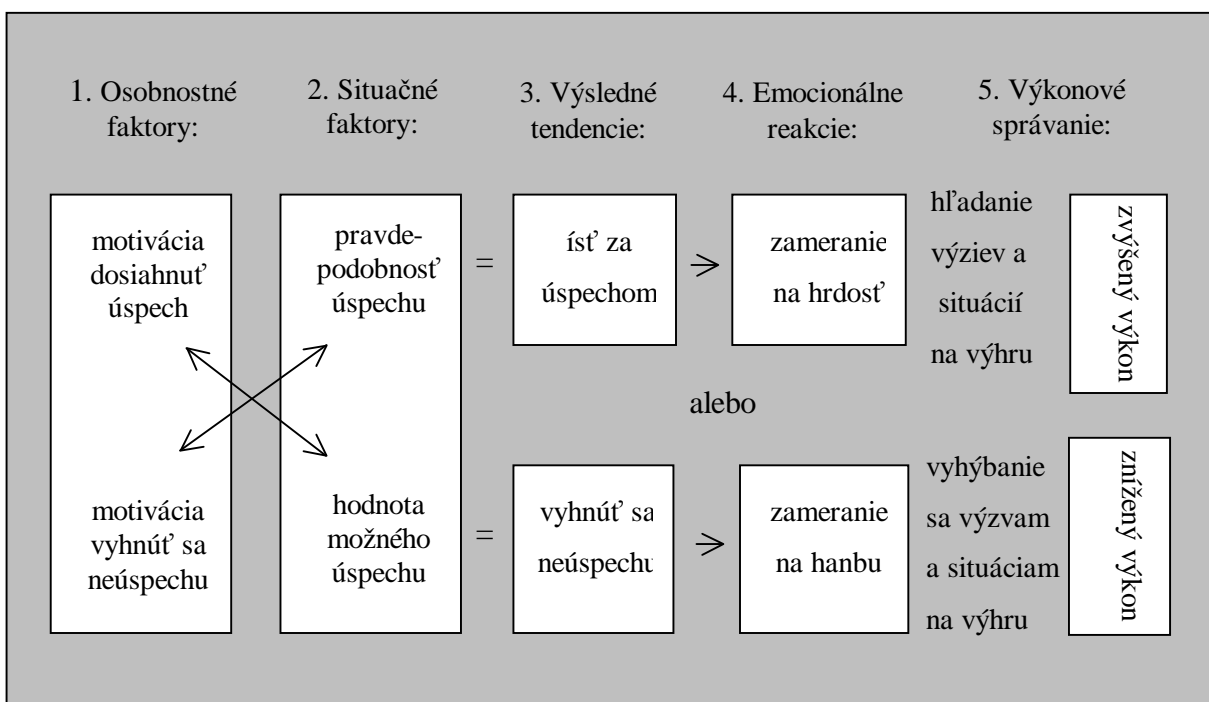 1. Osobnostné
faktory:
2. Situačné
faktory:
3. Výsledné
tendencie:
4. Emocionálne
reakcie:
5. Výkonové
správanie:
motivácia
dosiahnuť
úspech
pravde-
podobnosť
úspechu
=
ísť za
úspechom
zameranie
na hrdosť
hľadanie
výziev a
situácií
na výhru
zvýšený výkon
alebo
motivácia
vyhnúť sa
neúspechu
hodnota
možného
úspechu
=
vyhnúť sa
neúspechu
zameranie
na hanbu
vyhýbanie
sa výzvam
a situáciam
na výhru
znížený výkon